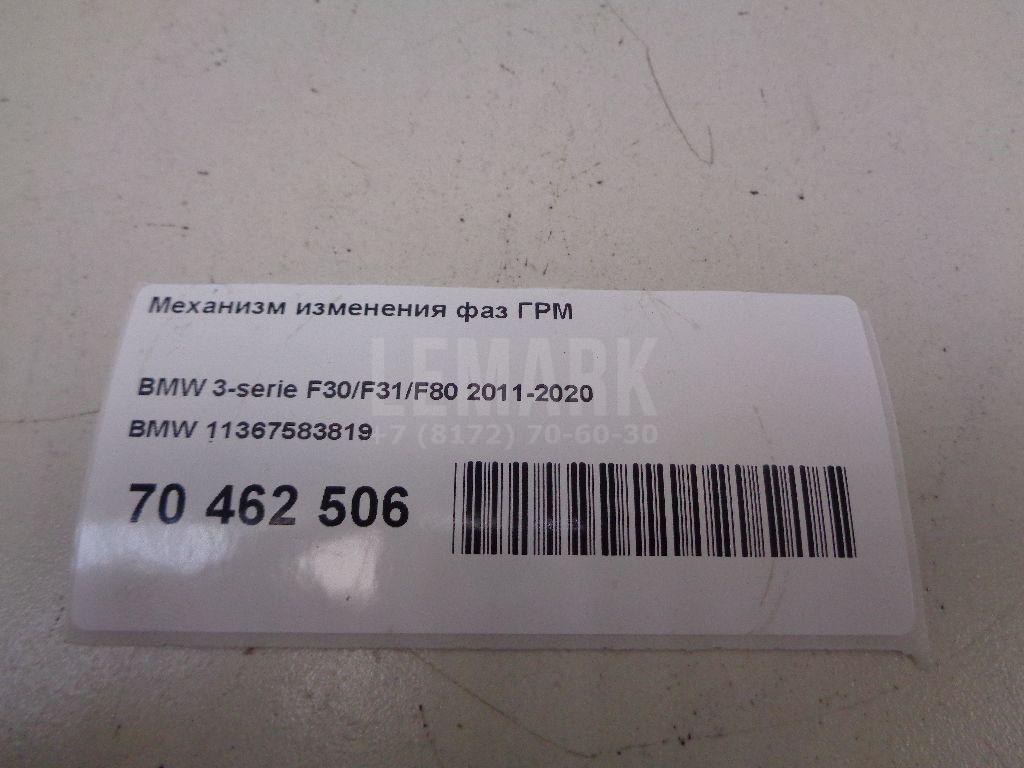 Механизм изменения фаз ГРМ
LEMARK
BMW 3-serie F30/F31/F80 2011-2020
BMW 11367583819
+7 (8172) 70-60-30
70 462 506